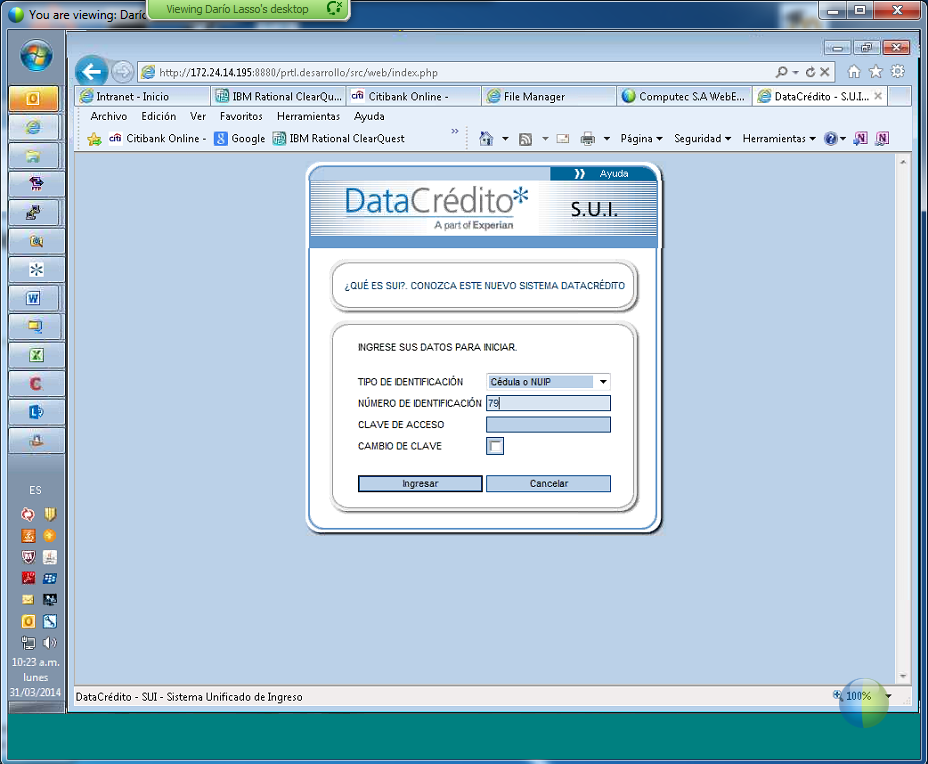 You are viewing: Darío
Viewing Darío Lasso's desktop
http://172.24.14.195:8880/prtl.desarrollo/src/web/index.php
Intranet - Inicio
IBM Rational ClearQu...
Citibank Online -
File Manager
Computec S.A WebE...
DataCrédito - S.U.I...
Archivo Edición Ver Favoritos Herramientas Ayuda
Citibank Online -
Google
IBM Rational ClearQuest
Página
Seguridad
Herramientas
Ayuda
DataCrédito*
A part of Experian
S.U.I.
¿QUÉ ES SUI?. CONOZCA ESTE NUEVO SISTEMA DATACRÉDITO
INGRESE SUS DATOS PARA INICIAR.
TIPO DE IDENTIFICACIÓN Cédula o NUIP
NÚMERO DE IDENTIFICACIÓN 79
CLAVE DE ACCESO
CAMBIO DE CLAVE
Ingresar Cancelar
ES
10:23 a.m.
lunes
31/03/2014
DataCrédito - SUI - Sistema Unificado de Ingreso
100%